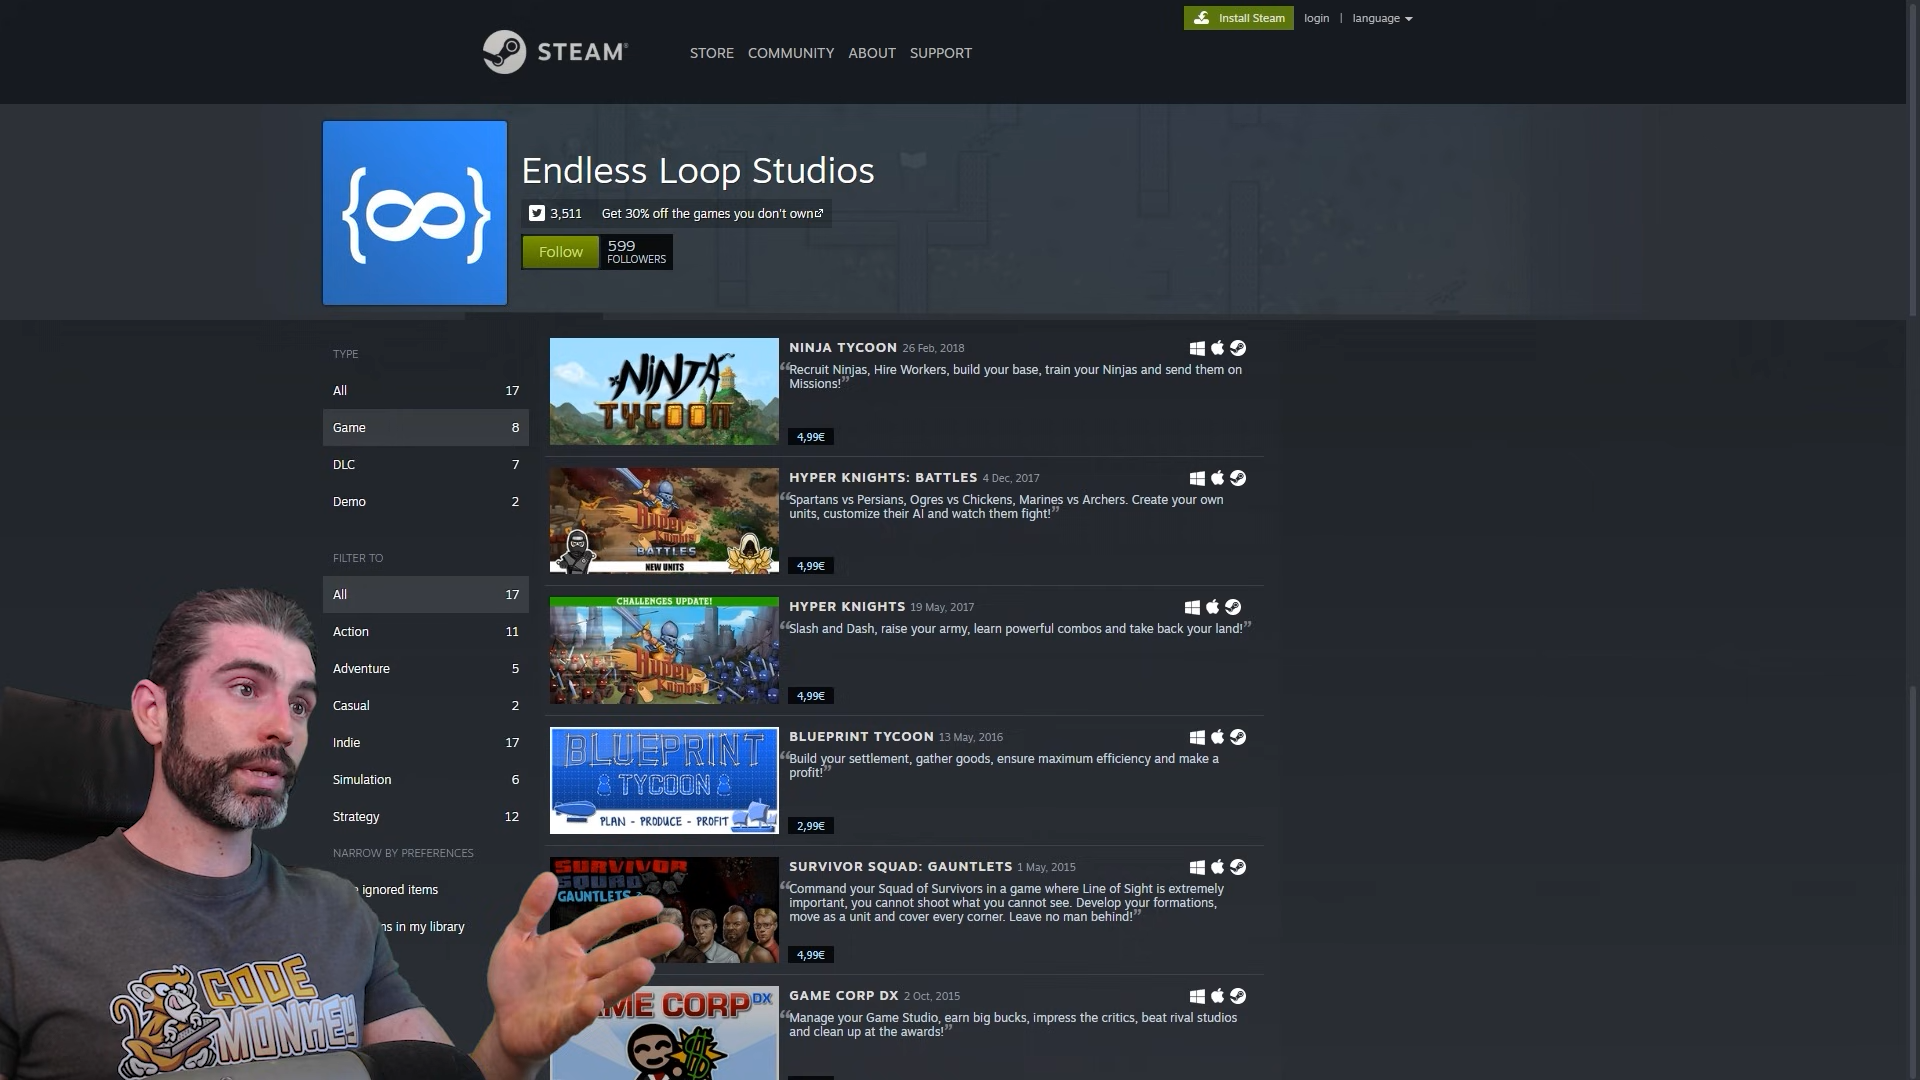 Install Steam
login
|
language
STEAM®
STORE
COMMUNITY
ABOUT
SUPPORT
{∞}
Endless Loop Studios
3,511
Get 30% off the games you don't own
Follow
599
FOLLOWERS
TYPE
All 17
Game 8
DLC 7
Demo 2
FILTER TO
All 17
Action 11
Adventure 5
Casual 2
Indie 17
Simulation 6
Strategy 12
NARROW BY PREFERENCES
ignored items
in my library
NINJA
TYCOON
NINJA TYCOON 26 Feb, 2018
“Recruit Ninjas, Hire Workers, build your base, train your Ninjas and send them on
Missions!”
4,99€
Hyper
Knights
BATTLES
NEW UNITS
HYPER KNIGHTS: BATTLES 4 Dec, 2017
“Spartans vs Persians, Ogres vs Chickens, Marines vs Archers. Create your own
units, customize their AI and watch them fight!”
4,99€
CHALLENGES UPDATE!
Hyper
Knights
HYPER KNIGHTS 19 May, 2017
“Slash and Dash, raise your army, learn powerful combos and take back your land!”
4,99€
BLUEPRINT
TYCOON
PLAN - PRODUCE - PROFIT
BLUEPRINT TYCOON 13 May, 2016
“Build your settlement, gather goods, ensure maximum efficiency and make a
profit!”
2,99€
SURVIVOR
SQUAD
GAUNTLETS
SURVIVOR SQUAD: GAUNTLETS 1 May, 2015
“Command your Squad of Survivors in a game where Line of Sight is extremely
important, you cannot shoot what you cannot see. Develop your formations,
move as a unit and cover every corner. Leave no man behind!”
4,99€
CORP DX
GAME CORP DX 2 Oct, 2015
“Manage your Game Studio, earn big bucks, impress the critics, beat rival studios
and clean up at the awards!”
CODE
MONKEY